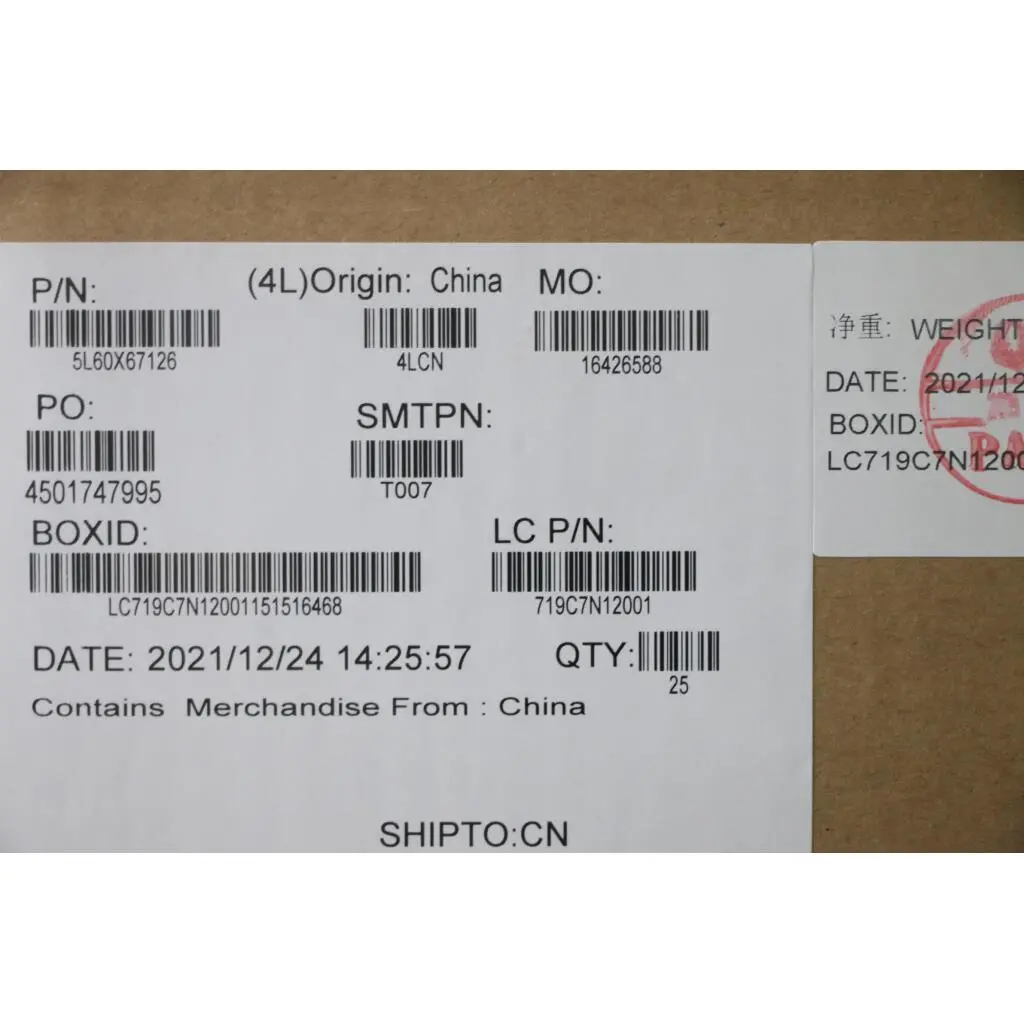 P/N:
(4L)Origin: China
MO:
5L60X67126
4LCN
16426588
PO:
SMTPN:
4501747995
T007
BOXID:
LC P/N:
LC719C7N12001151516468
719C7N12001
DATE: 2021/12/24 14:25:57
QTY:
25
Contains Merchandise From : China
SHIPTO:CN
净重: WEIGHT
DATE: 2021/12
BOXID:
LC719C7N1200